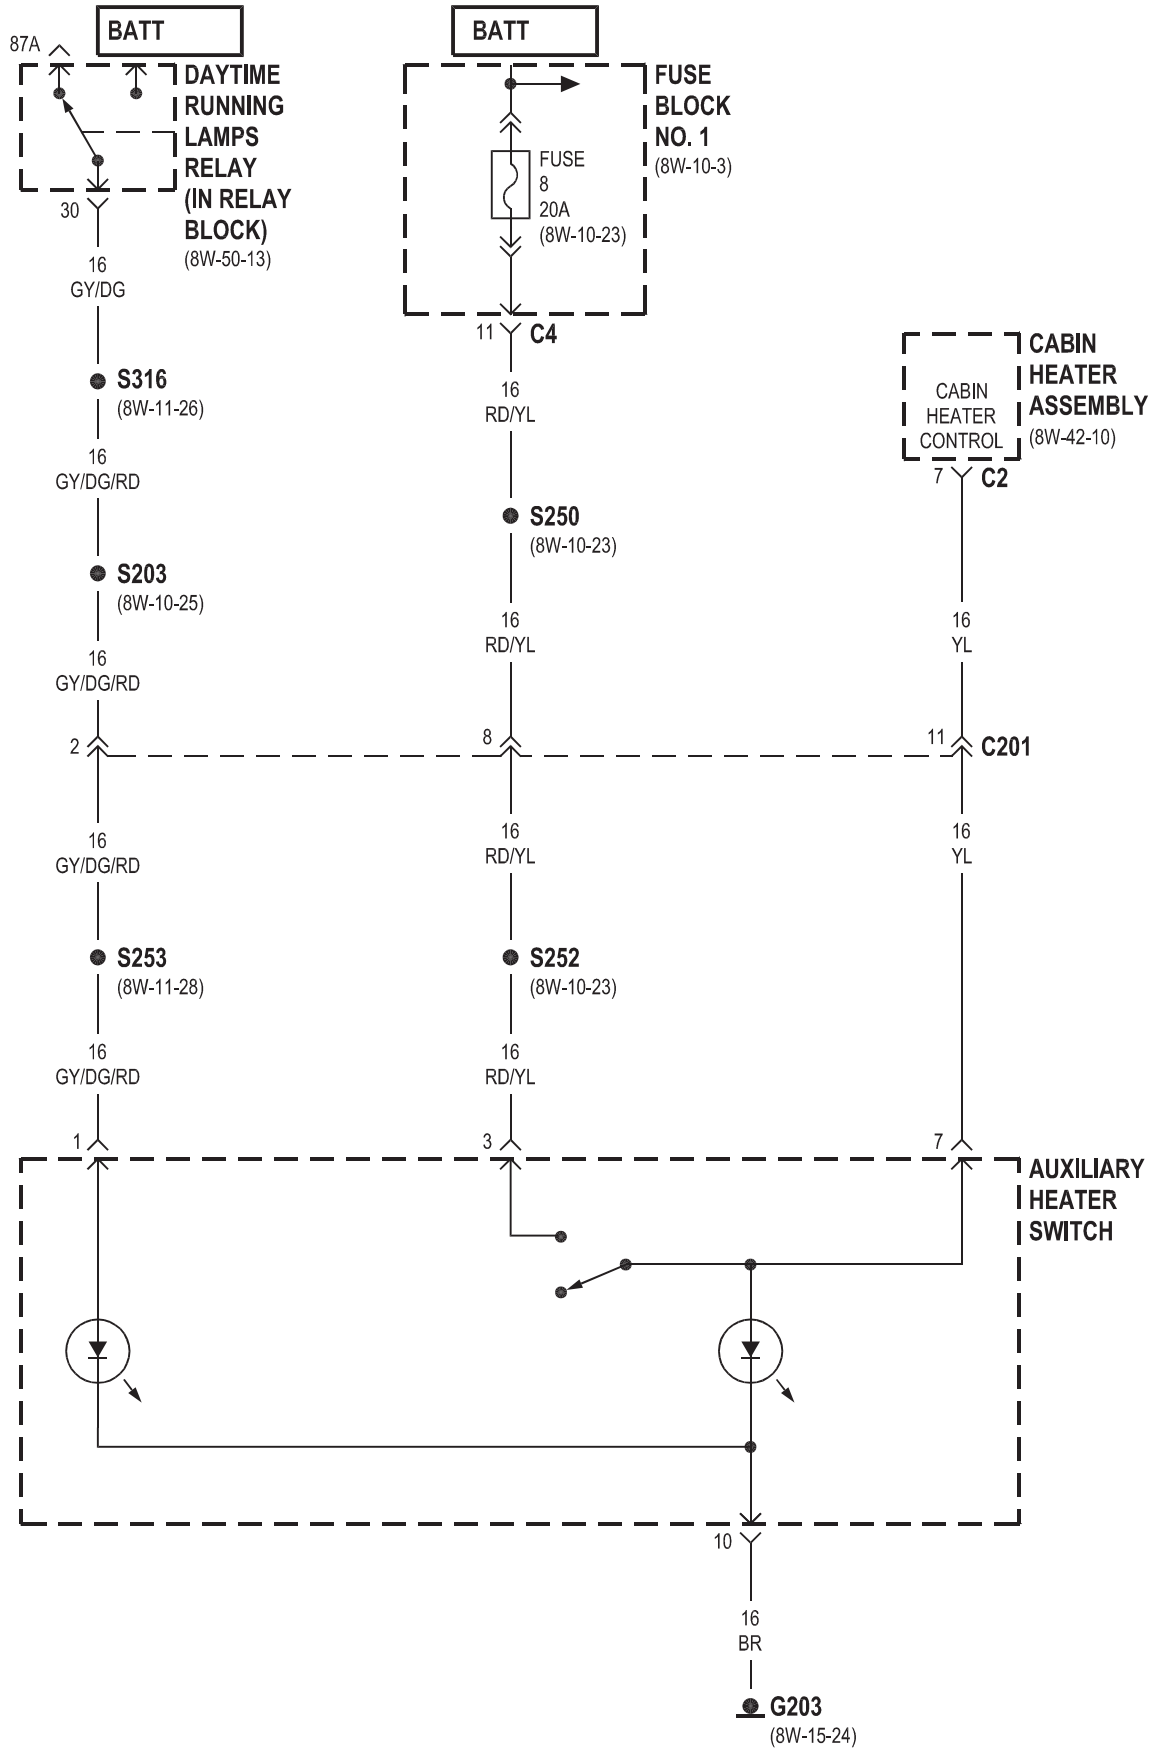 BATT
87A
DAYTIME
RUNNING
LAMPS
RELAY
(IN RELAY
BLOCK)
(8W-50-13)
30
16
GY/DG
S316
(8W-11-26)
16
GY/DG/RD
S203
(8W-10-25)
16
GY/DG/RD
2
16
GY/DG/RD
S253
(8W-11-28)
16
GY/DG/RD
1
BATT
FUSE
BLOCK
NO. 1
(8W-10-3)
FUSE
8
20A
(8W-10-23)
11
C4
16
RD/YL
S250
(8W-10-23)
16
RD/YL
8
16
RD/YL
S252
(8W-10-23)
16
RD/YL
3
CABIN
HEATER
ASSEMBLY
(8W-42-10)
CABIN
HEATER
CONTROL
7
C2
16
YL
11
C201
16
YL
7
AUXILIARY
HEATER
SWITCH
10
16
BR
G203
(8W-15-24)